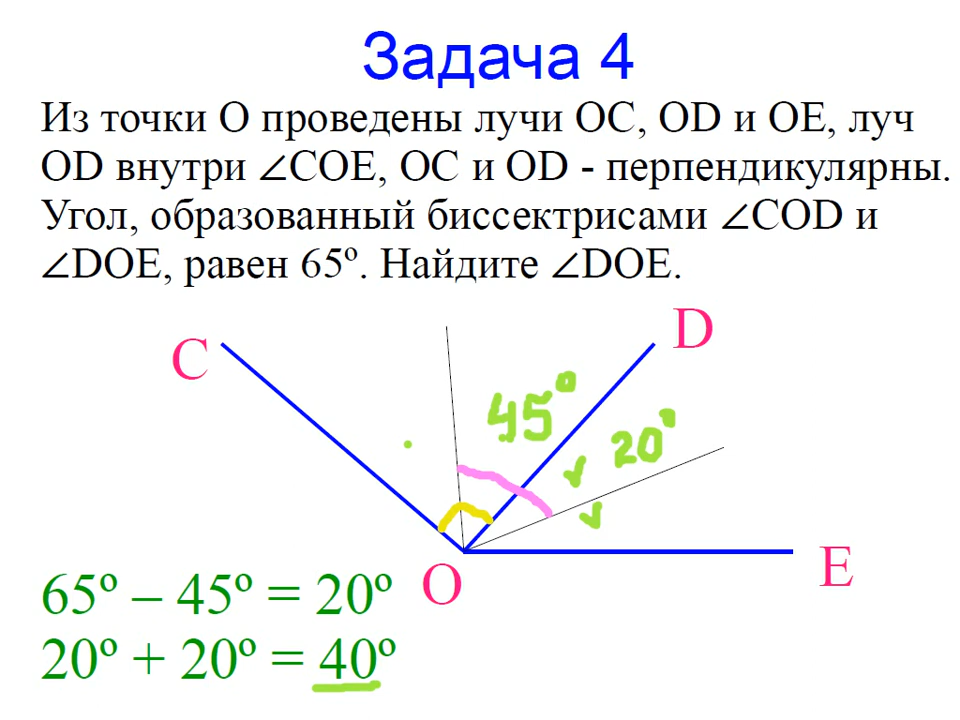 Задача 4
Из точки О проведены лучи ОС, OD и ОЕ, луч
OD внутри ∠COE, ОС и OD - перпендикулярны.
Угол, образованный биссектрисами ∠COD и
∠DOE, равен 65º. Найдите ∠DOE.
C
D
45º
20º
O
E
65º – 45º = 20º
20º + 20º = 40º